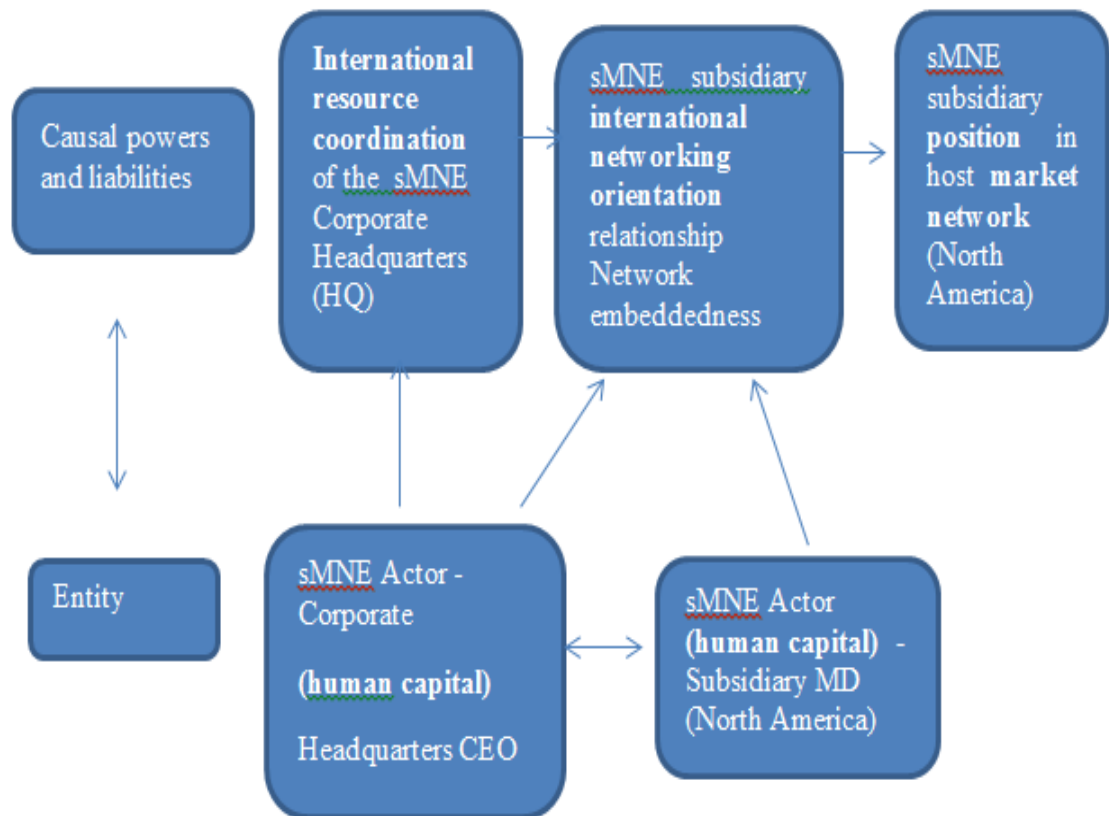 Causal powers
and liabilities
International
resource
coordination
of the sMNE
Corporate
Headquarters
(HQ)
sMNE subsidiary
international
networking
orientation
relationship
Network
embeddedness
sMNE
subsidiary
position in
host market
network
(North
America)
Entity
sMNE Actor -
Corporate
(human capital)
Headquarters CEO
sMNE Actor
(human capital) -
Subsidiary MD
(North America)